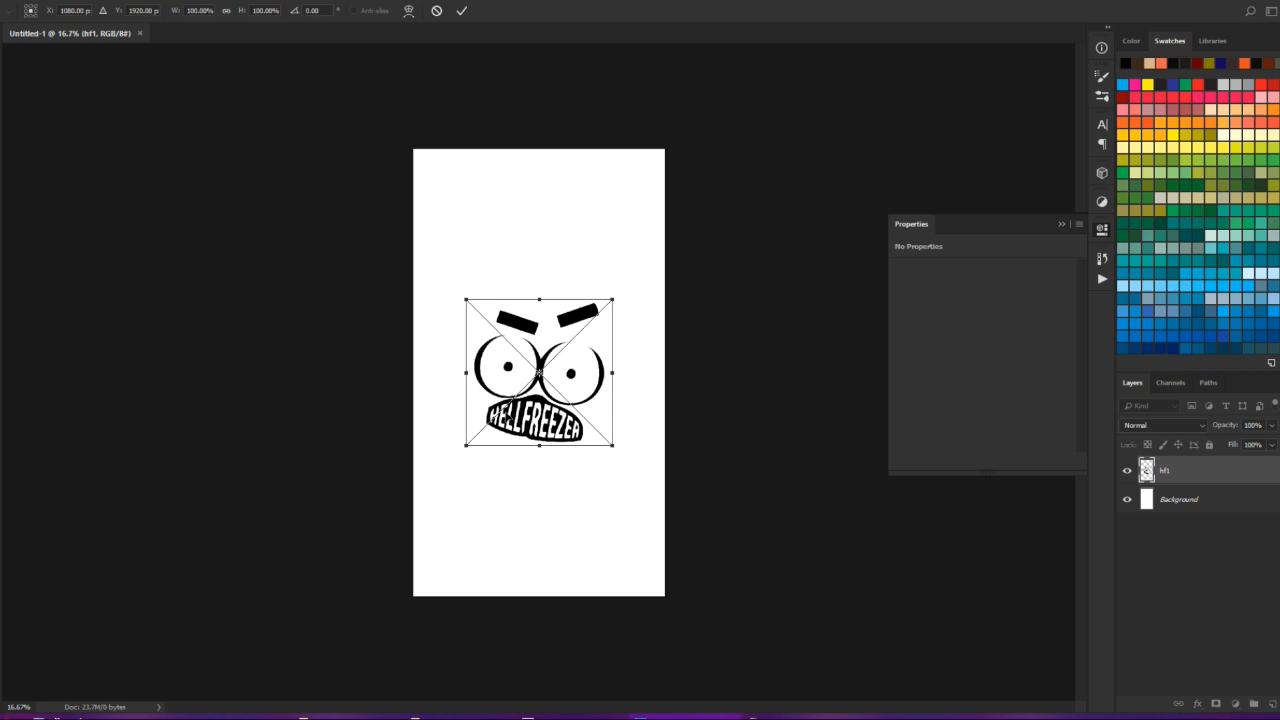 X: 1080.00 p Y: 1920.00 p W: 100.00% H: 100.00% 0.00 ° Anti-alias
Untitled-1 @ 16.7% (hf1, RGB/8#) ×
Color Swatches Libraries
Properties
No Properties
HELLFREEZER
Layers Channels Paths
Kind
Normal Opacity: 100%
Lock: Fill: 100%
hf1
Background
16.67% Doc: 23.7M/0 bytes